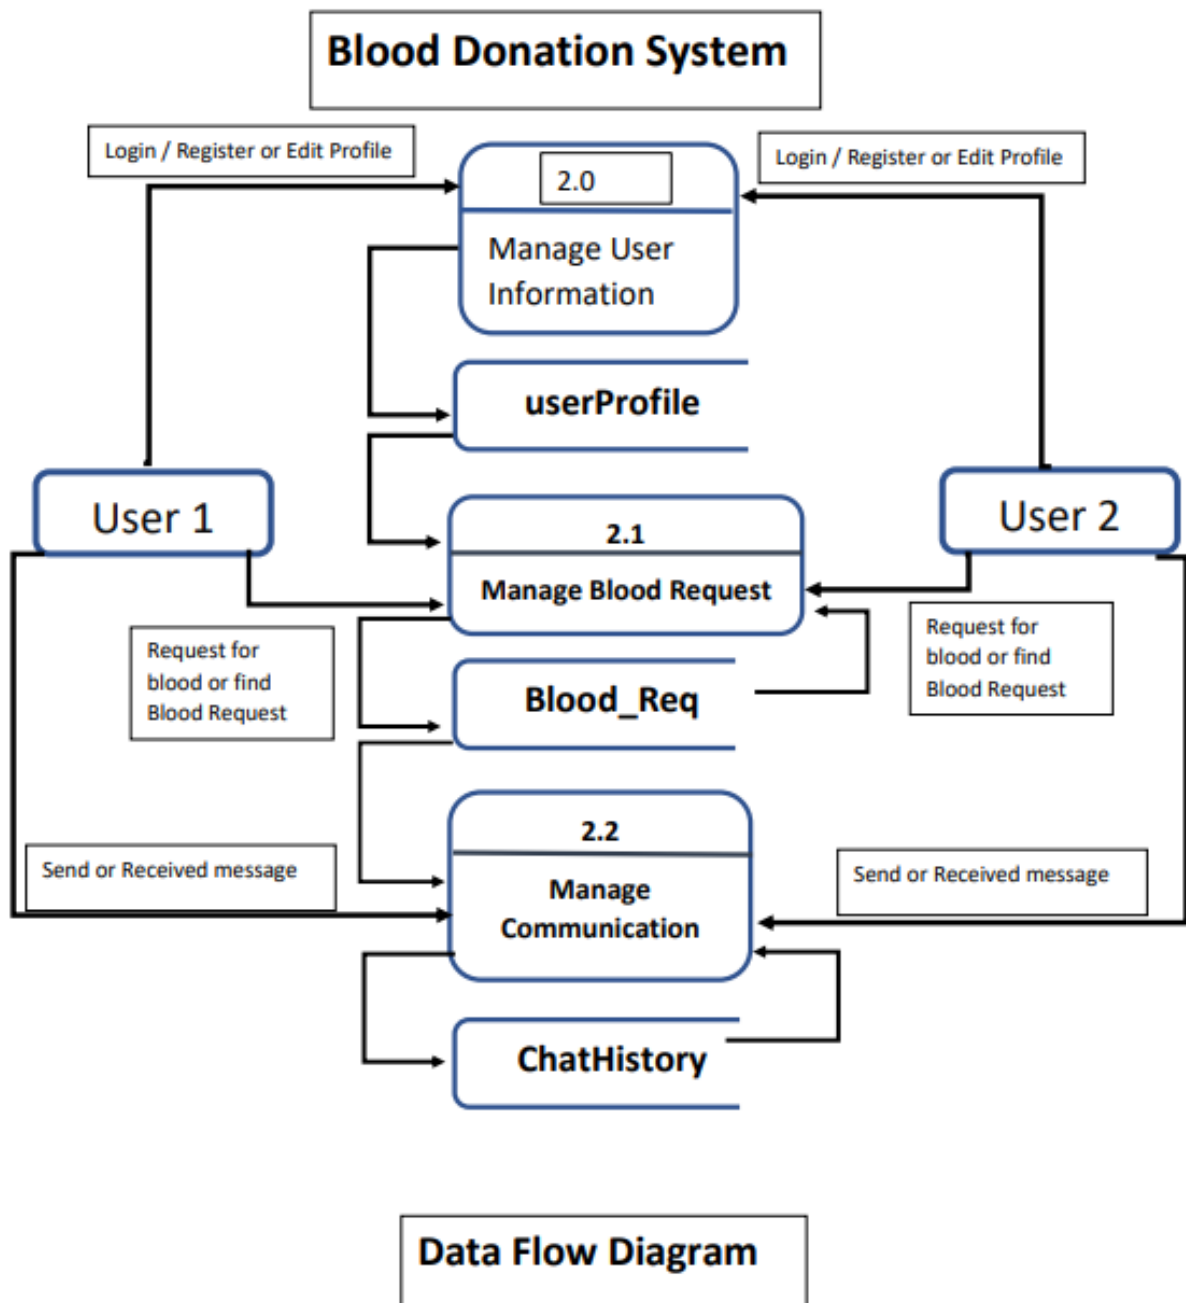 Blood Donation System
Login / Register or Edit Profile
Login / Register or Edit Profile
2.0
Manage User
Information
userProfile
User 1
User 2
2.1
Manage Blood Request
Request for
blood or find
Blood Request
Request for
blood or find
Blood Request
Blood_Req
2.2
Manage
Communication
Send or Received message
Send or Received message
ChatHistory
Data Flow Diagram